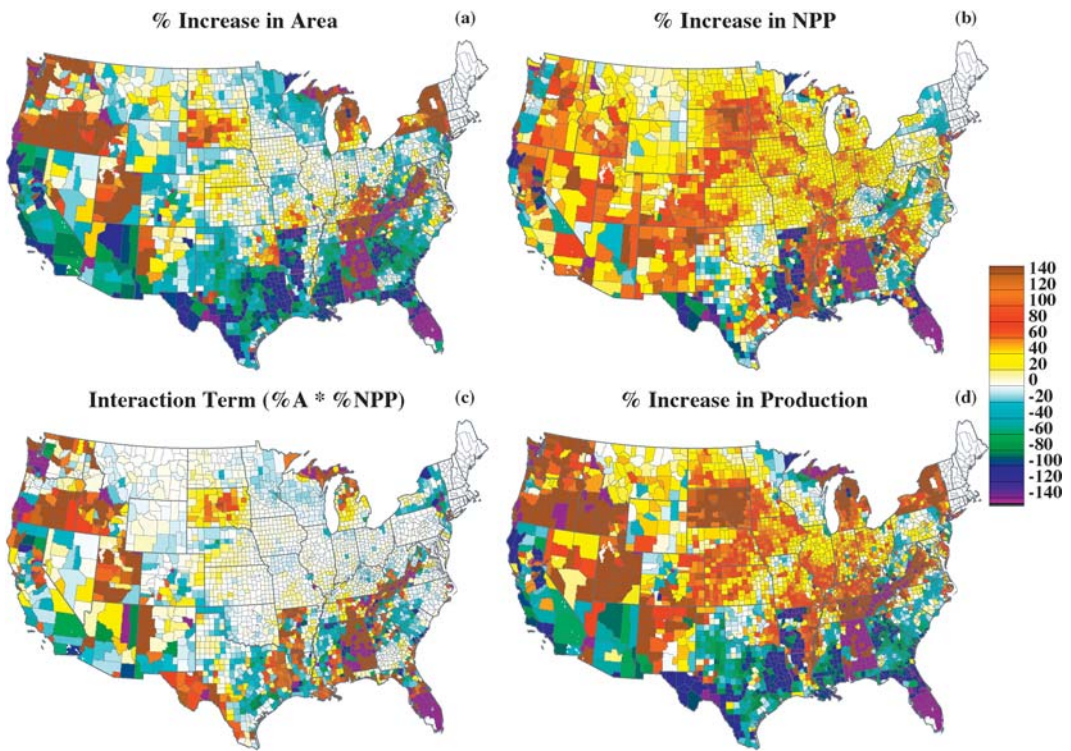 % Increase in Area
(a)
% Increase in NPP
(b)
140
120
100
80
60
40
20
0
-20
-60
-40
-80
-100
-120
-140
Interaction Term (%A * %NPP)
(c)
% Increase in Production
(d)